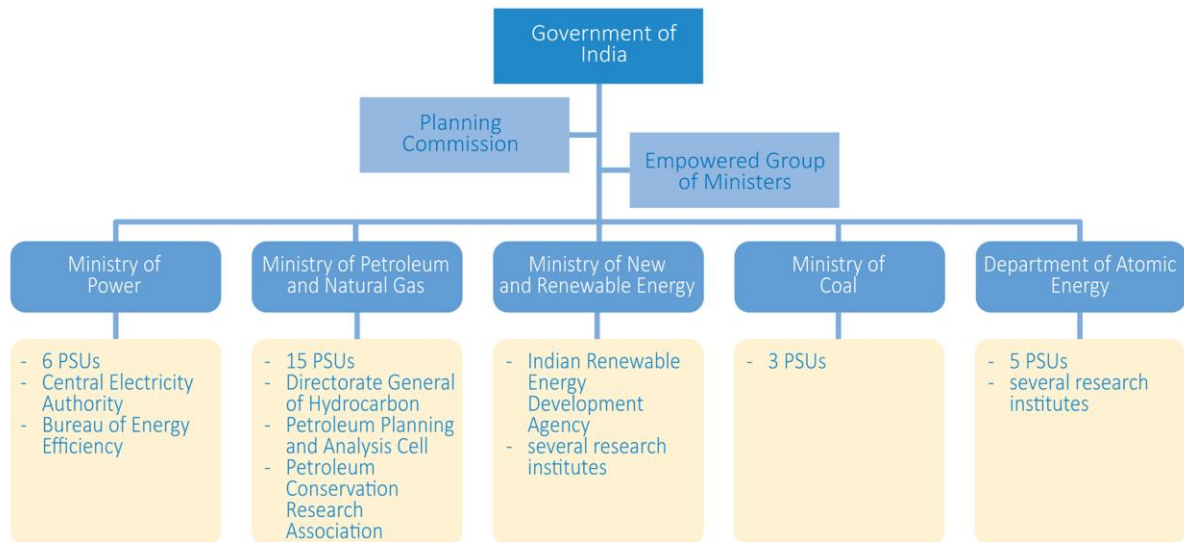 Government of
India
Planning
Commission
Empowered Group
of Ministers
Ministry of
Power
Ministry of Petroleum
and Natural Gas
Ministry of New
and Renewable Energy
Ministry of
Coal
Department of Atomic
Energy
- 6 PSUs
- Central Electricity
Authority
- Bureau of Energy
Efficiency
- 15 PSUs
- Directorate General
of Hydrocarbon
- Petroleum Planning
and Analysis Cell
- Petroleum
Conservation
Research
Association
- Indian Renewable
Energy
Development
Agency
- several research
institutes
- 3 PSUs
- 5 PSUs
- several research
institutes